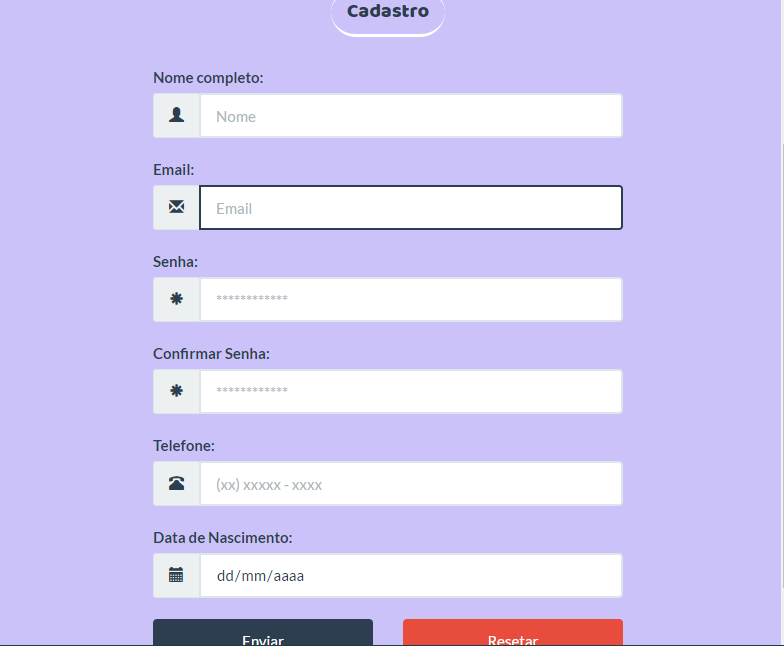 Cadastro
Nome completo:
Nome
Email:
Email
Senha:
************
Confirmar Senha:
************
Telefone:
(xx) xxxxx - xxxx
Data de Nascimento:
dd/mm/aaaa
Enviar
Resetar